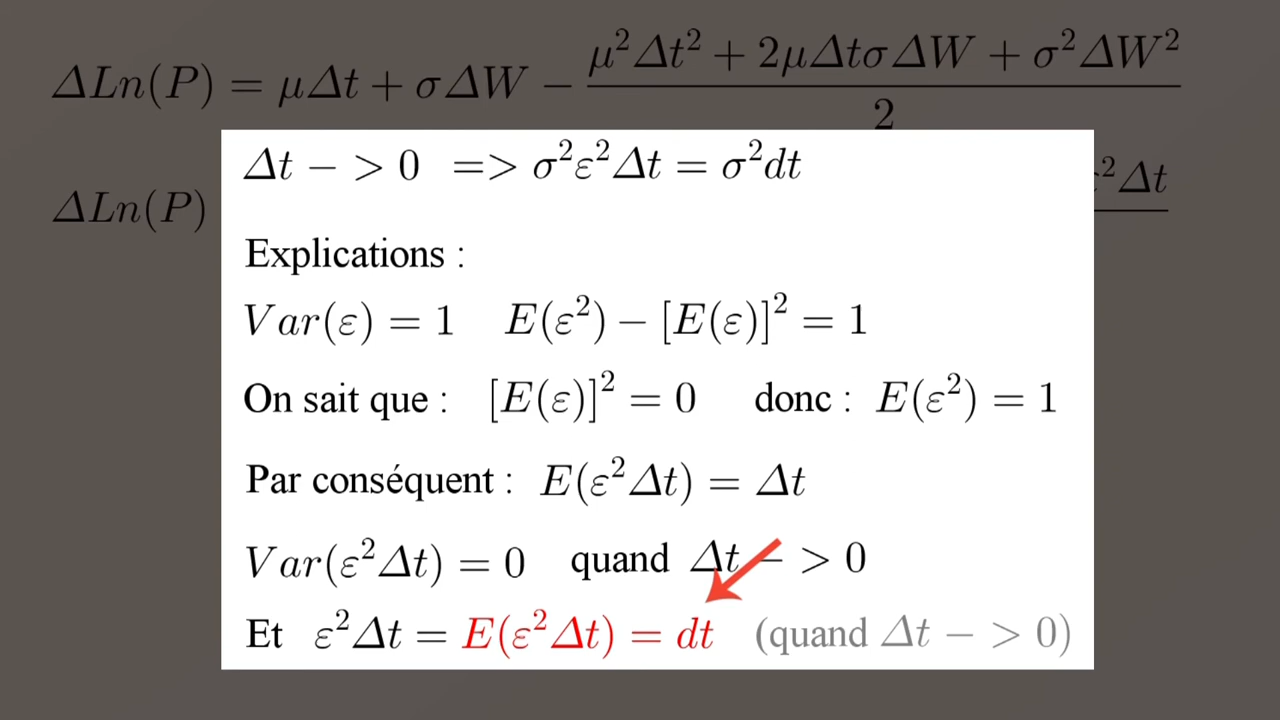 ΔLn(P) = μΔt + σΔW − (μ²Δt² + 2μΔtσΔW + σ²ΔW²) / 2
Δt − > 0 => σ²ε²Δt = σ²dt
ΔLn(P)
²Δt
Explications :
Var(ε) = 1 E(ε²) − [E(ε)]² = 1
On sait que : [E(ε)]² = 0 donc : E(ε²) = 1
Par conséquent : E(ε²Δt) = Δt
Var(ε²Δt) = 0 quand Δt − > 0
Et ε²Δt = E(ε²Δt) = dt (quand Δt − > 0)